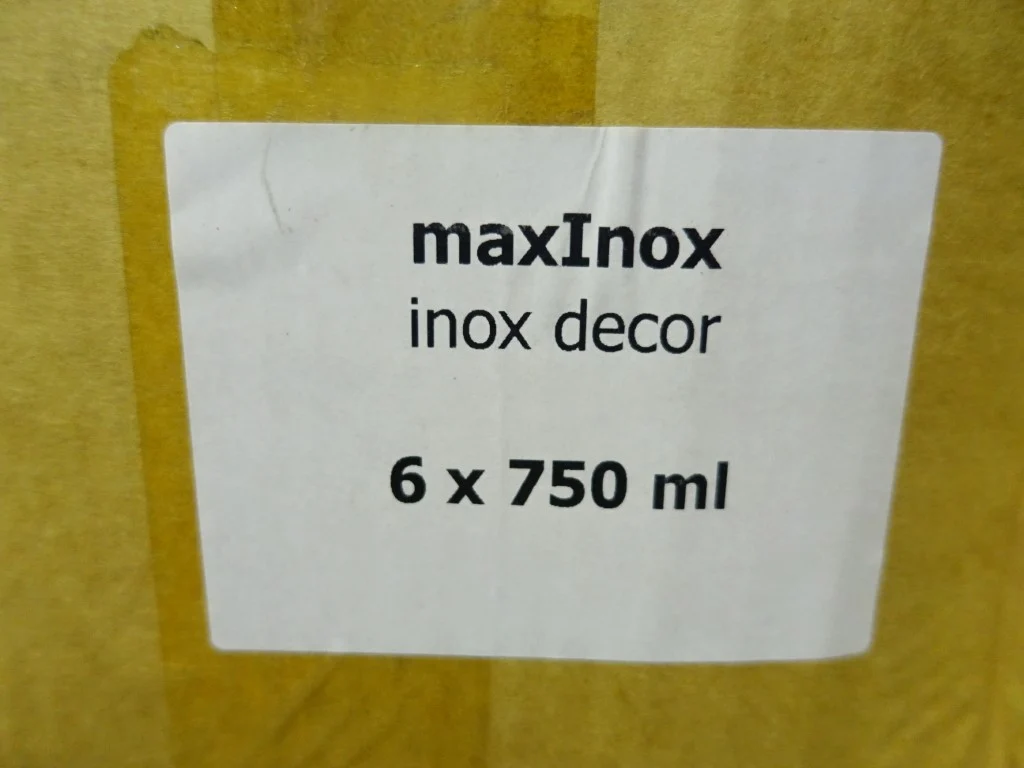 maxInox
inox decor
6 x 750 ml